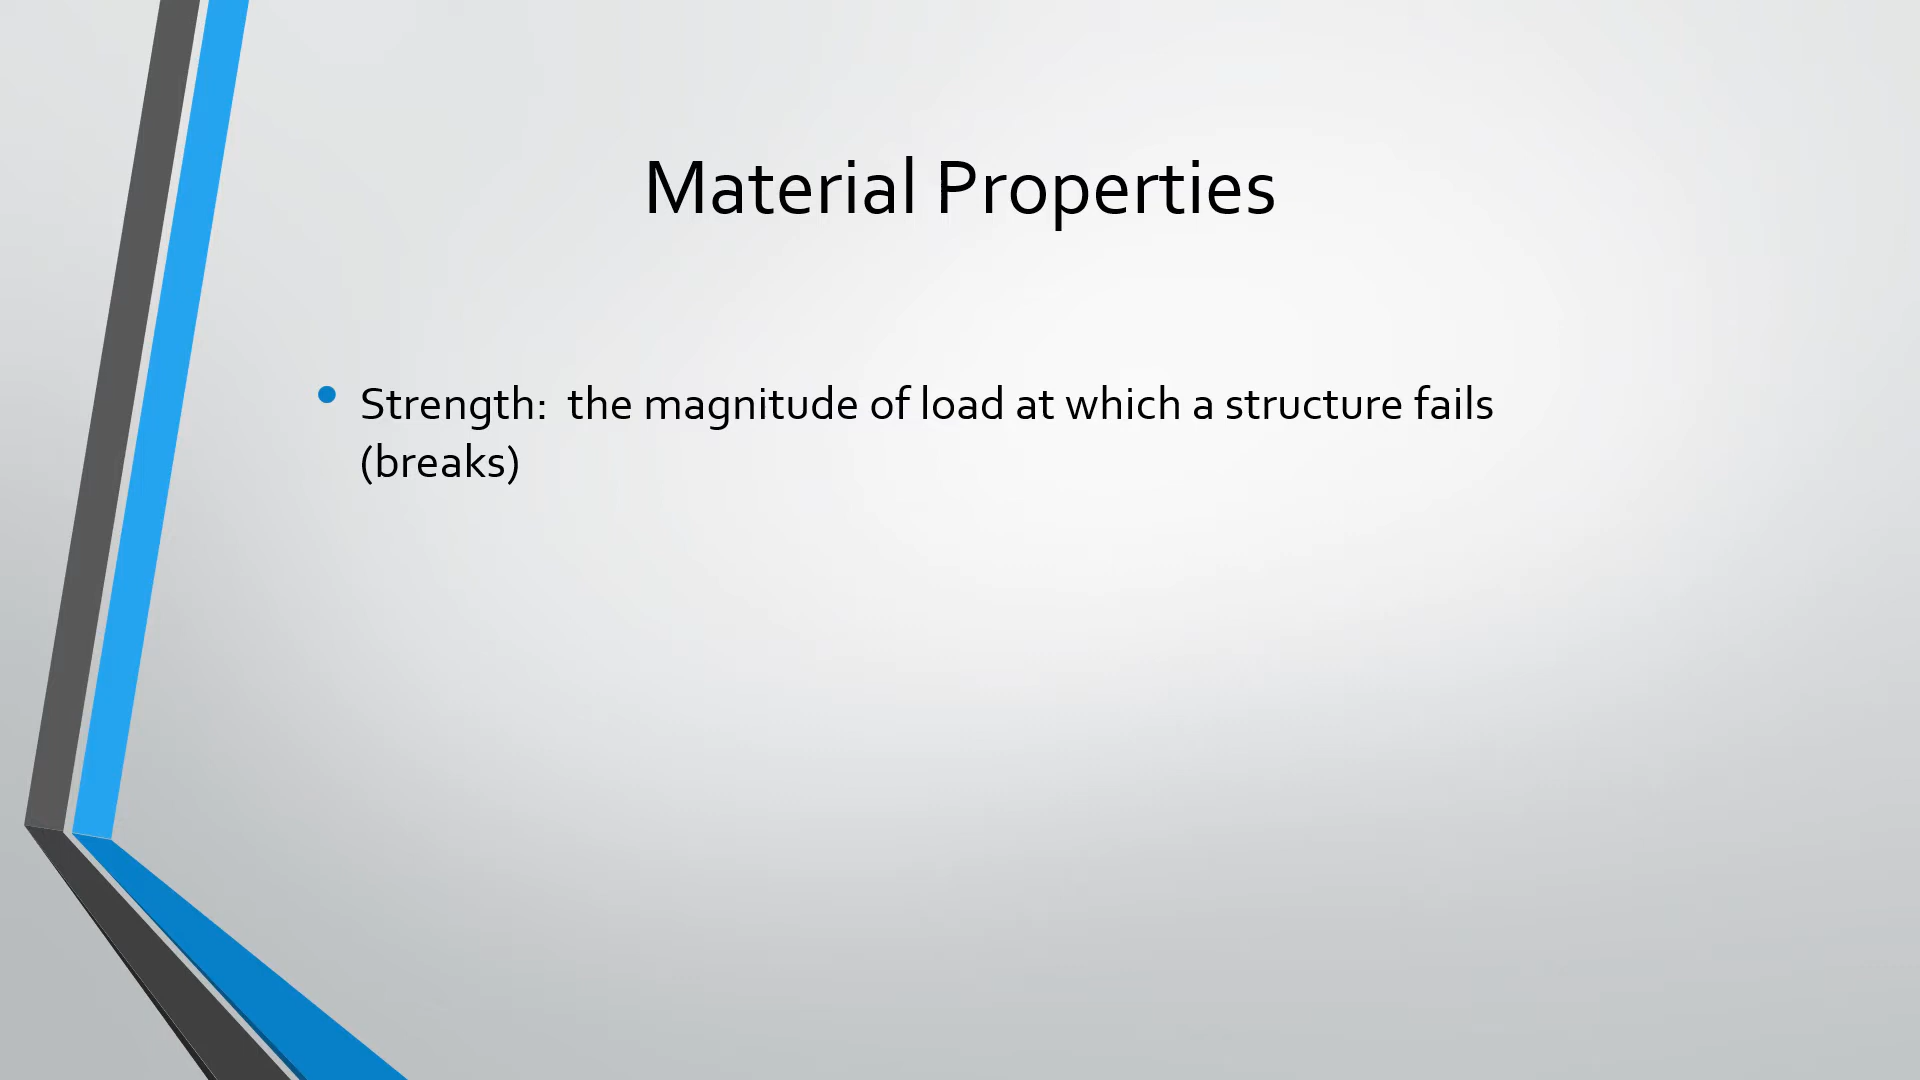 Material Properties
• Strength:  the magnitude of load at which a structure fails
(breaks)